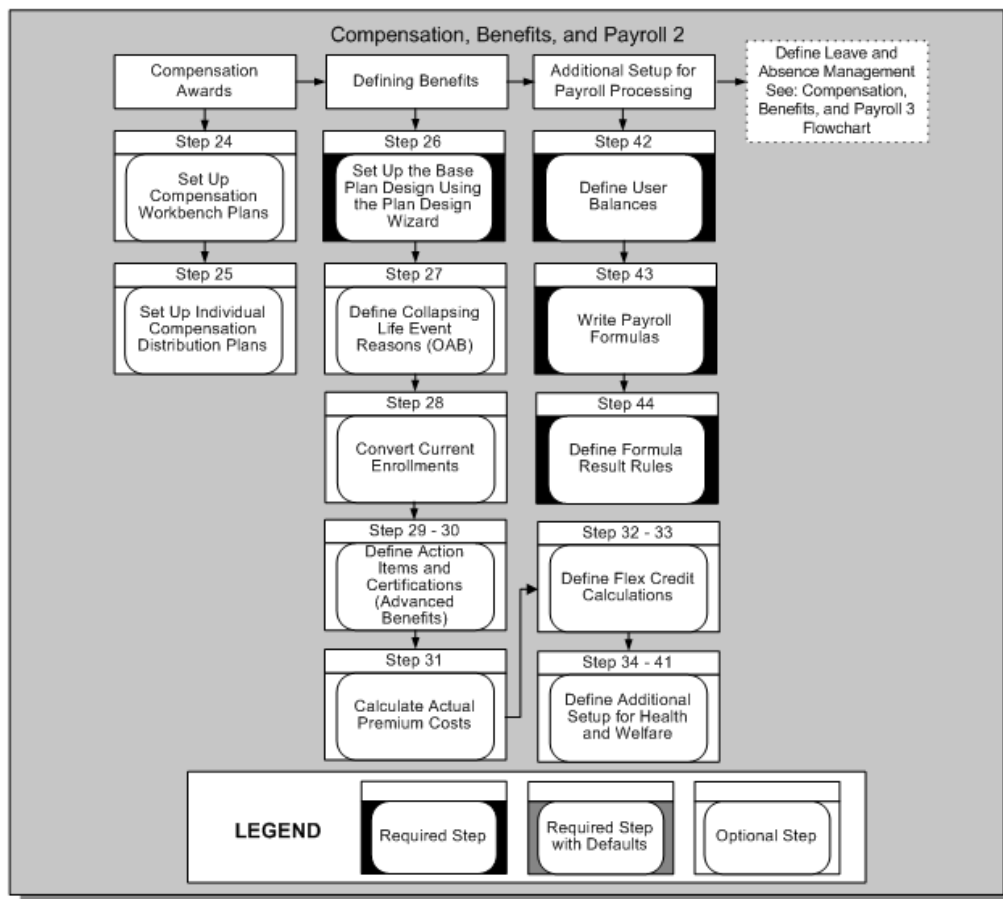 Compensation, Benefits, and Payroll 2
Compensation
Awards
Defining Benefits
Additional Setup for
Payroll Processing
Define Leave and
Absence Management
See: Compensation,
Benefits, and Payroll 3
Flowchart
Step 24
Set Up
Compensation
Workbench Plans
Step 25
Set Up Individual
Compensation
Distribution Plans
Step 26
Set Up the Base
Plan Design Using
the Plan Design
Wizard
Step 27
Define Collapsing
Life Event
Reasons (OAB)
Step 28
Convert Current
Enrollments
Step 29 - 30
Define Action
Items and
Certifications
(Advanced
Benefits)
Step 31
Calculate Actual
Premium Costs
Step 42
Define User
Balances
Step 43
Write Payroll
Formulas
Step 44
Define Formula
Result Rules
Step 32 - 33
Define Flex Credit
Calculations
Step 34 - 41
Define Additional
Setup for Health
and Welfare
LEGEND
Required Step
Required Step
with Defaults
Optional Step